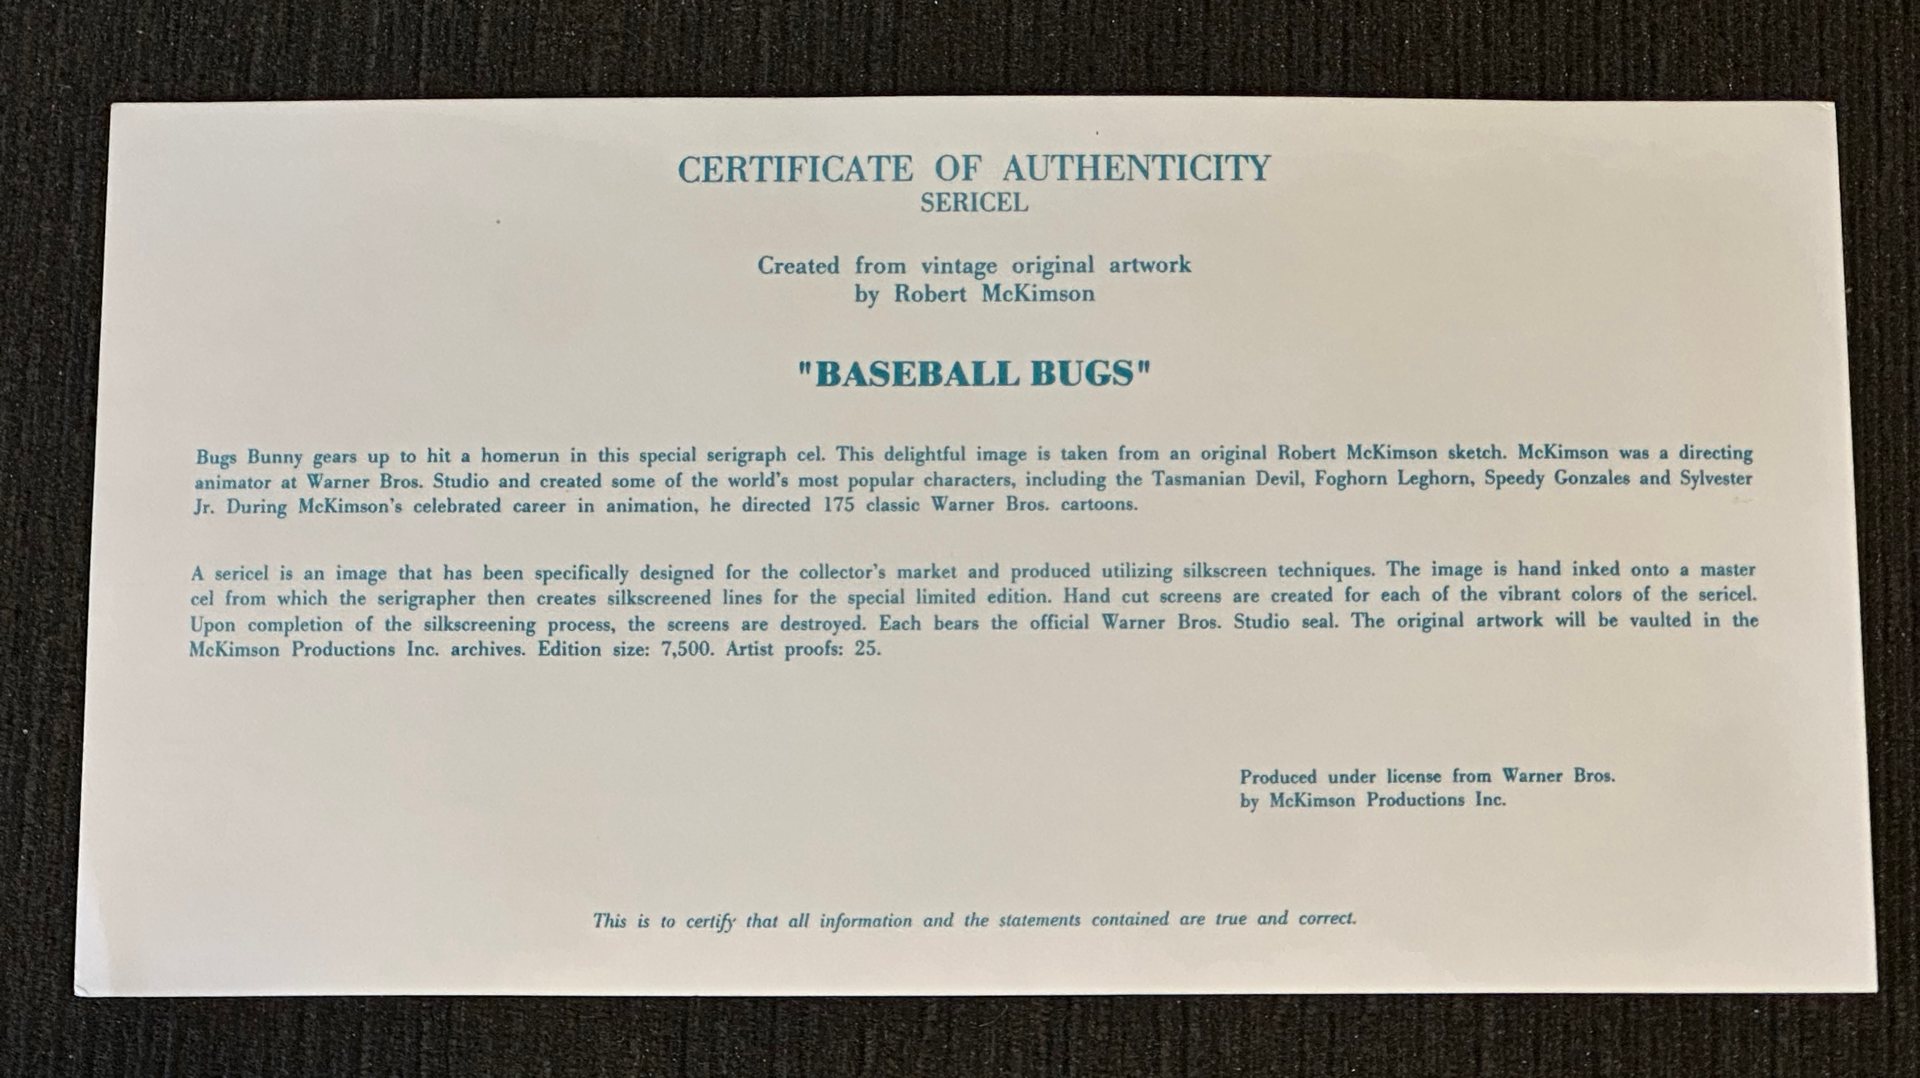 CERTIFICATE OF AUTHENTICITY
SERICEL
Created from vintage original artwork
by Robert McKimson
"BASEBALL BUGS"
Bugs Bunny gears up to hit a homerun in this special serigraph cel. This delightful image is taken from an original Robert McKimson sketch. McKimson was a directing
animator at Warner Bros. Studio and created some of the world's most popular characters, including the Tasmanian Devil, Foghorn Leghorn, Speedy Gonzales and Sylvester
Jr. During McKimson's celebrated career in animation, he directed 175 classic Warner Bros. cartoons.
A sericel is an image that has been specifically designed for the collector's market and produced utilizing silkscreen techniques. The image is hand inked onto a master
cel from which the serigrapher then creates silkscreened lines for the special limited edition. Hand cut screens are created for each of the vibrant colors of the sericel.
Upon completion of the silkscreening process, the screens are destroyed. Each bears the official Warner Bros. Studio seal. The original artwork will be vaulted in the
McKimson Productions Inc. archives. Edition size: 7,500. Artist proofs: 25.
Produced under license from Warner Bros.
by McKimson Productions Inc.
This is to certify that all information and the statements contained are true and correct.